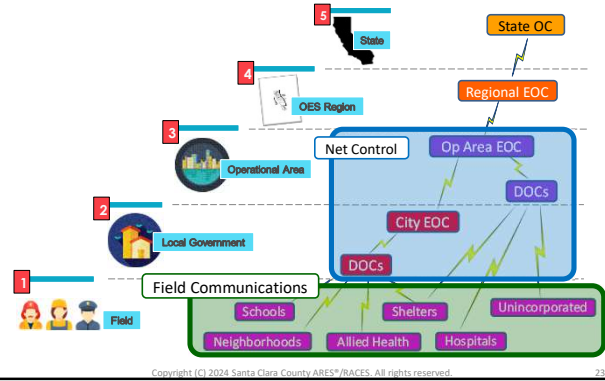 5
State
State OC
4
OES Region
Regional EOC
3
Operational Area
Net Control
Op Area EOC
DOCs
2
Local Government
City EOC
DOCs
1
Field
Field Communications
Schools
Shelters
Unincorporated
Neighborhoods
Allied Health
Hospitals
Copyright (C) 2024 Santa Clara County ARES®/RACES. All rights reserved.
23